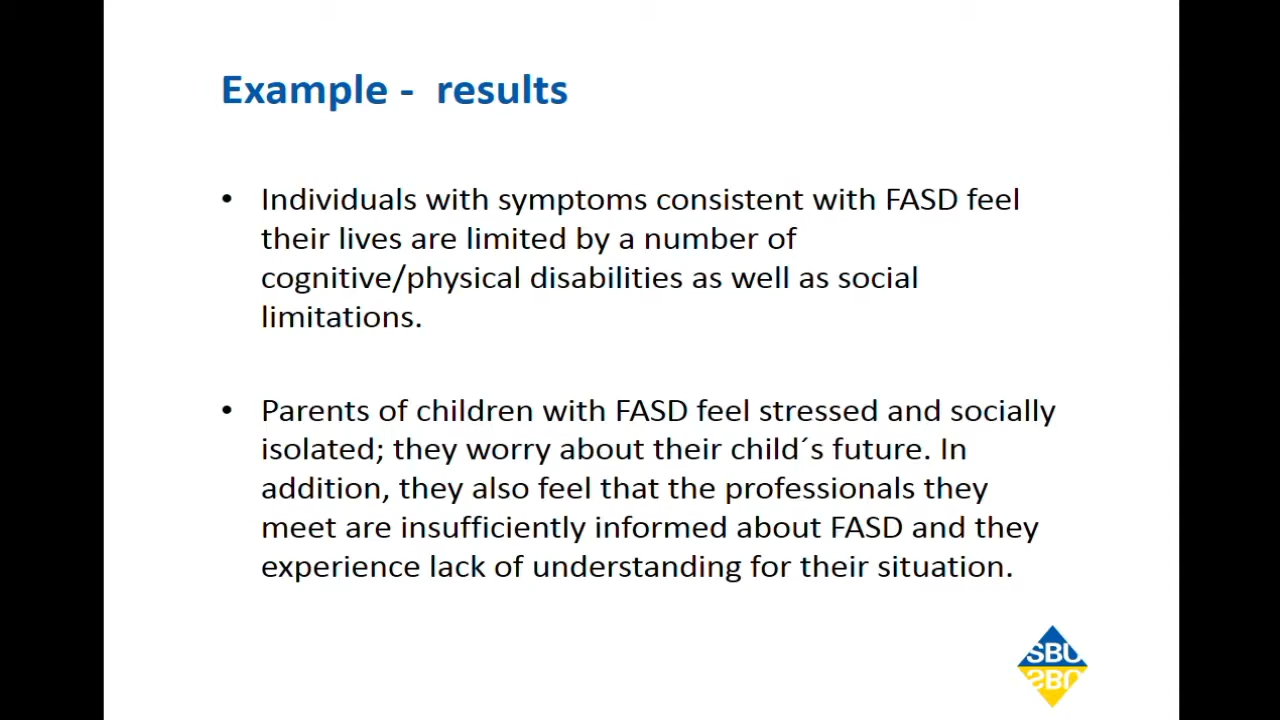 Example -  results
• Individuals with symptoms consistent with FASD feel
their lives are limited by a number of
cognitive/physical disabilities as well as social
limitations.
• Parents of children with FASD feel stressed and socially
isolated; they worry about their child´s future. In
addition, they also feel that the professionals they
meet are insufficiently informed about FASD and they
experience lack of understanding for their situation.
SBU